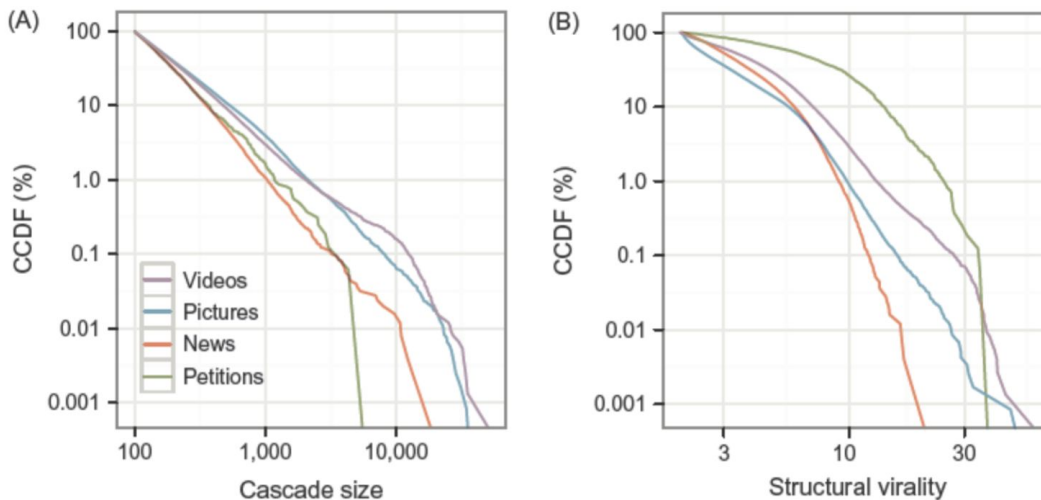 (A)
CCDF (%)
100
10
1.0
0.1
0.01
0.001
Videos
Pictures
News
Petitions
100 1,000 10,000
Cascade size
(B)
CCDF (%)
100
10
1.0
0.1
0.01
0.001
3 10 30
Structural virality